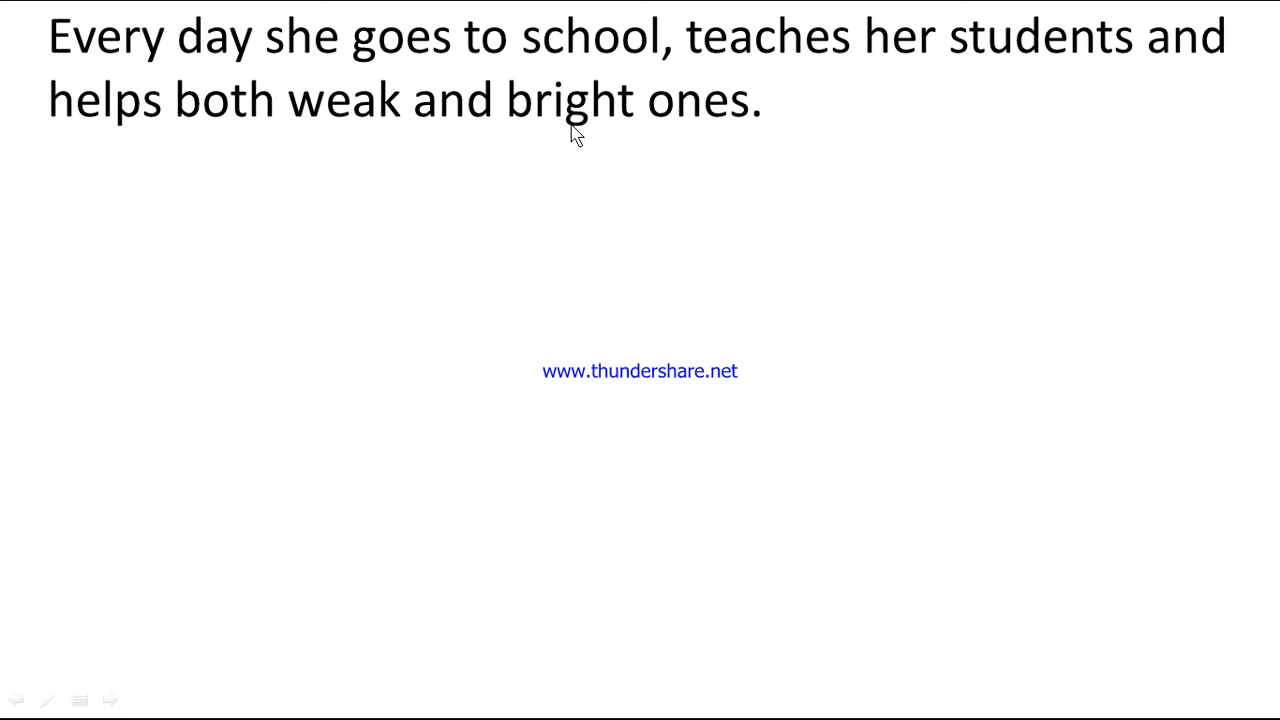 Every day she goes to school, teaches her students and
helps both weak and bright ones.
www.thundershare.net